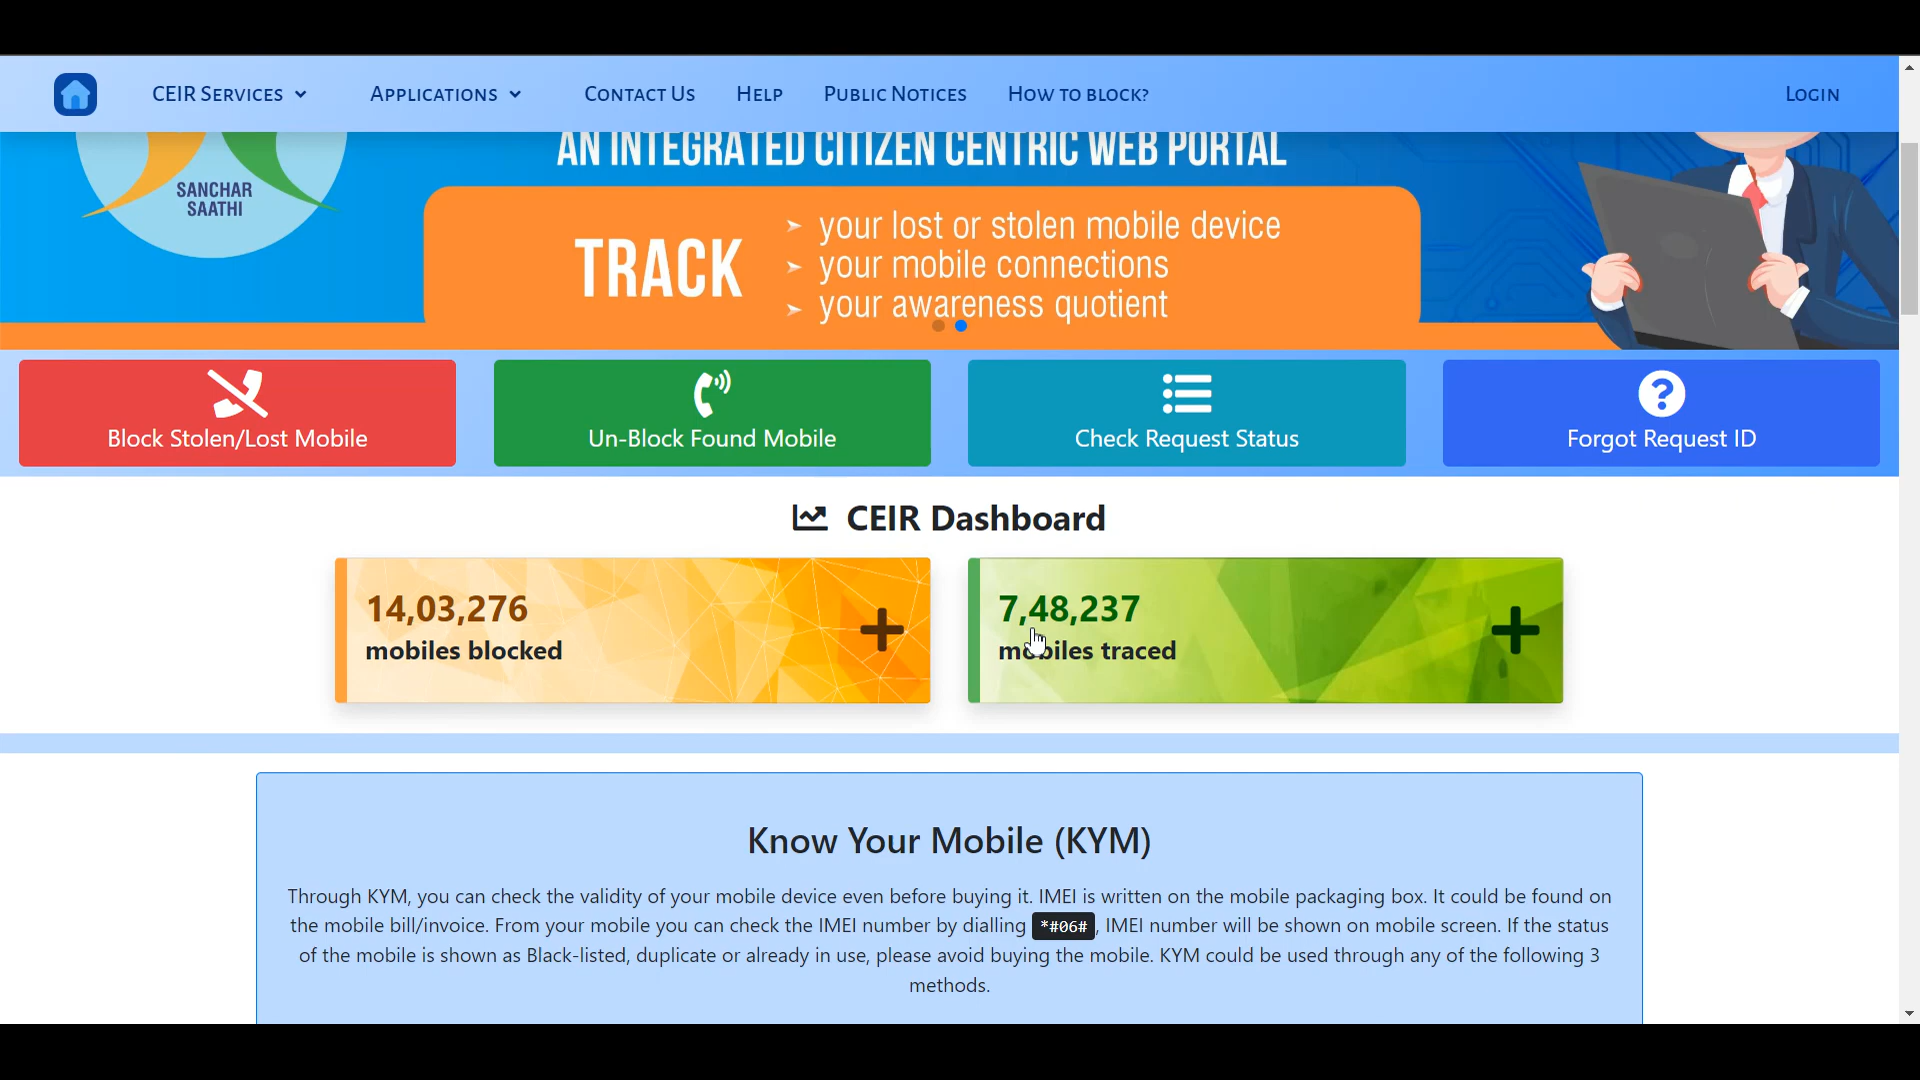 CEIR SERVICES
APPLICATIONS
CONTACT US
HELP
PUBLIC NOTICES
HOW TO BLOCK?
LOGIN
AN INTEGRATED CITIZEN CENTRIC WEB PORTAL
SANCHAR
SAATHI
TRACK
➢ your lost or stolen mobile device
➢ your mobile connections
➢ your awareness quotient
Block Stolen/Lost Mobile
Un-Block Found Mobile
Check Request Status
Forgot Request ID
CEIR Dashboard
14,03,276
mobiles blocked
7,48,237
mobiles traced
Know Your Mobile (KYM)
Through KYM, you can check the validity of your mobile device even before buying it. IMEI is written on the mobile packaging box. It could be found on
the mobile bill/invoice. From your mobile you can check the IMEI number by dialling *#06#, IMEI number will be shown on mobile screen. If the status
of the mobile is shown as Black-listed, duplicate or already in use, please avoid buying the mobile. KYM could be used through any of the following 3
methods.